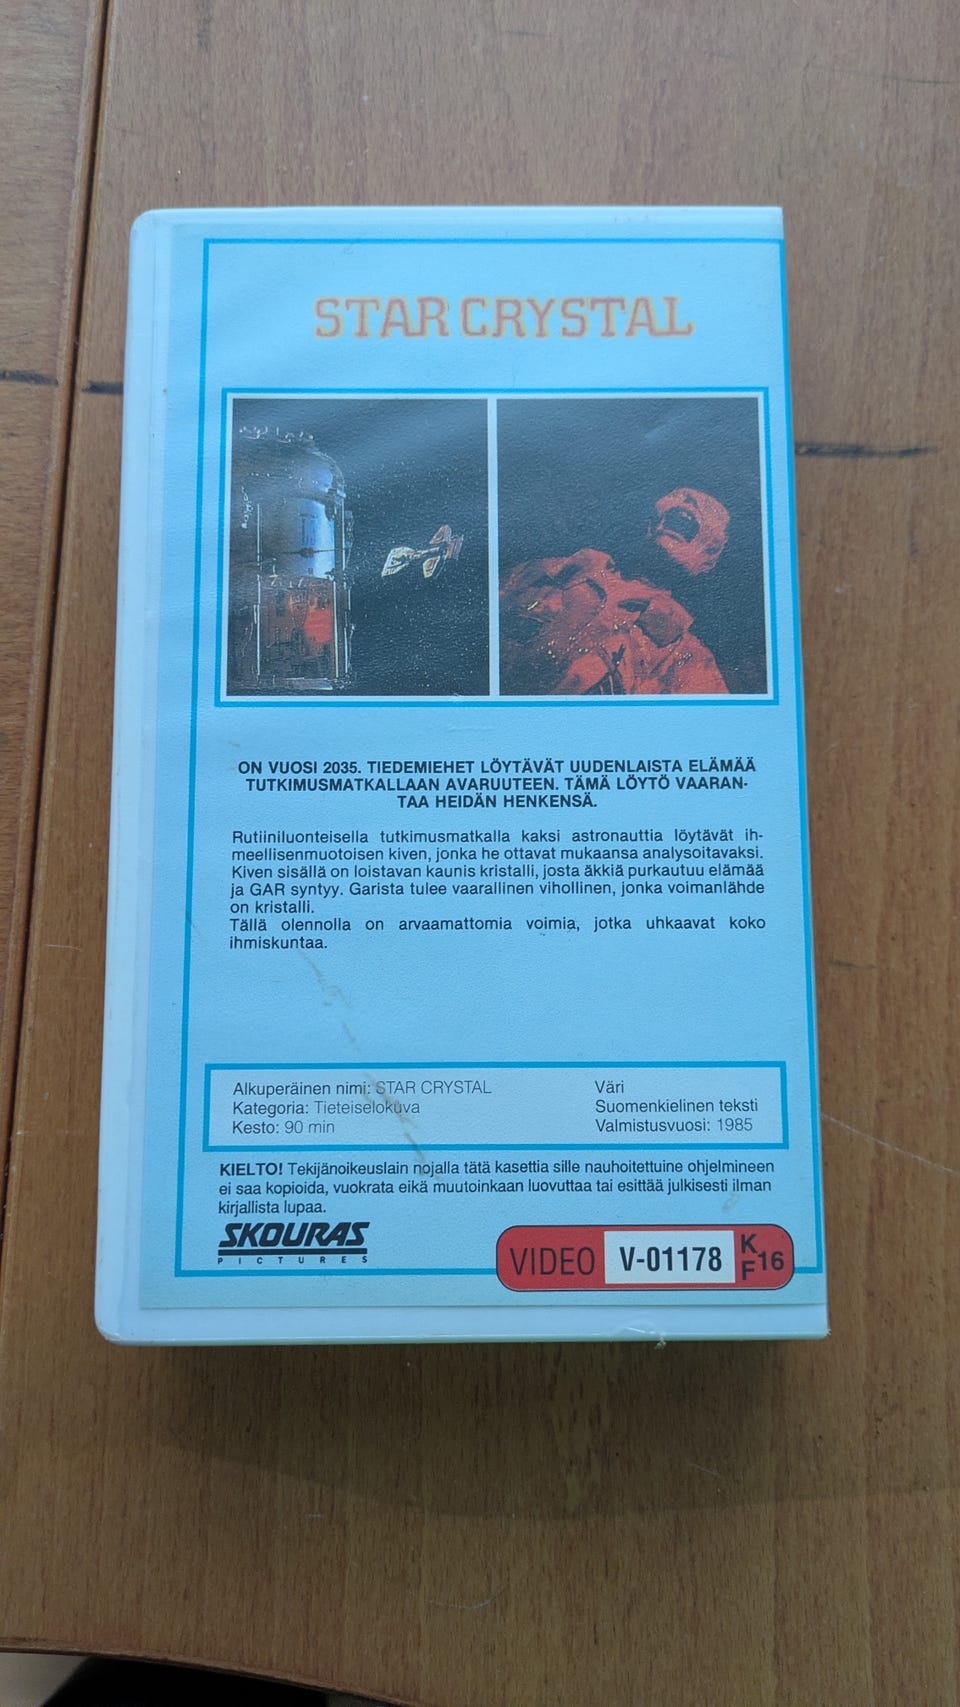 STAR CRYSTAL
ON VUOSI 2035. TIEDEMIEHET LÖYTÄVÄT UUDENLAISTA ELÄMÄÄ
TUTKIMUSMATKALLAAN AVARUUTEEN. TÄMÄ LÖYTÖ VAARAN-
TAA HEIDÄN HENKENSÄ.
Rutiiniluonteisella tutkimusmatkalla kaksi astronauttia löytävät ih-
meellisenmuotoisen kiven, jonka he ottavat mukaansa analysoitavaksi.
Kiven sisällä on loistavan kaunis kristalli, josta äkkiä purkautuu elämää
ja GAR syntyy. Garista tulee vaarallinen vihollinen, jonka voimanlähde
on kristalli.
Tällä olennolla on arvaamattomia voimia, jotka uhkaavat koko
ihmiskuntaa.
Alkuperäinen nimi: STAR CRYSTAL
Kategoria: Tieteiselokuva
Kesto: 90 min
Väri
Suomenkielinen teksti
Valmistusvuosi: 1985
KIELTO! Tekijänoikeuslain nojalla tätä kasettia sille nauhoitettuine ohjelmineen
ei saa kopioida, vuokrata eikä muutoinkaan luovuttaa tai esittää julkisesti ilman
kirjallista lupaa.
SKOURAS
PICTURES
VIDEO V-01178 K F 16